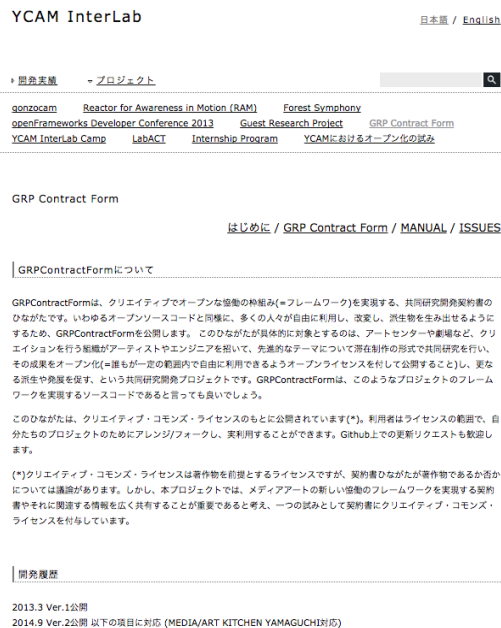 YCAM InterLab
日本語 / English
開発実績 プロジェクト
gonzocam Reactor for Awareness in Motion (RAM) Forest Symphony
openFrameworks Developer Conference 2013 Guest Research Project GRP Contract Form
YCAM InterLab Camp LabACT Internship Program YCAMにおけるオープン化の試み
GRP Contract Form
はじめに / GRP Contract Form / MANUAL / ISSUES
GRPContractFormについて
GRPContractFormは、クリエイティブでオープンな恊働の枠組み(=フレームワーク)を実現する、共同研究開発契約書の
ひながたです。いわゆるオープンソースコードと同様に、多くの人々が自由に利用し、改変し、派生物を生み出せるように
するため、GRPContractFormを公開します。 このひながたが具体的に対象とするのは、アートセンターや劇場など、クリ
エイションを行う組織がアーティストやエンジニアを招いて、先進的なテーマについて滞在制作の形式で共同研究を行い、
その成果をオープン化(=誰もが一定の範囲内で自由に利用できるようオープンライセンスを付して公開すること)し、更な
る派生や発展を促す、という共同研究開発プロジェクトです。GRPContractFormは、このようなプロジェクトのフレーム
ワークを実現するソースコードであると言っても良いでしょう。
このひながたは、クリエイティブ・コモンズ・ライセンスのもとに公開されています(*)。利用者はライセンスの範囲で、自
分たちのプロジェクトのためにアレンジ/フォークし、実利用することができます。Github上での更新リクエストも歓迎し
ます。
(*)クリエイティブ・コモンズ・ライセンスは著作物を前提とするライセンスですが、契約書ひながたが著作物であるか否か
については議論があります。しかし、本プロジェクトでは、メディアアートの新しい恊働のフレームワークを実現する契約
書やそれに関連する情報を広く共有することが重要であると考え、一つの試みとして契約書にクリエイティブ・コモンズ・
ライセンスを付与しています。
開発履歴
2013.3 Ver.1公開
2014.9 Ver.2公開 以下の項目に対応 (MEDIA/ART KITCHEN YAMAGUCHI対応)